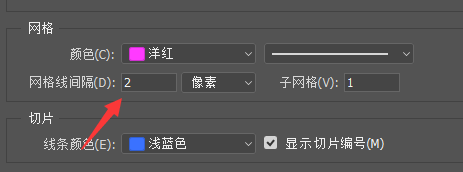 网格
颜色(C): 洋红
网格线间隔(D): 2 像素 子网格(V): 1
切片
线条颜色(E): 浅蓝色 显示切片编号(M)